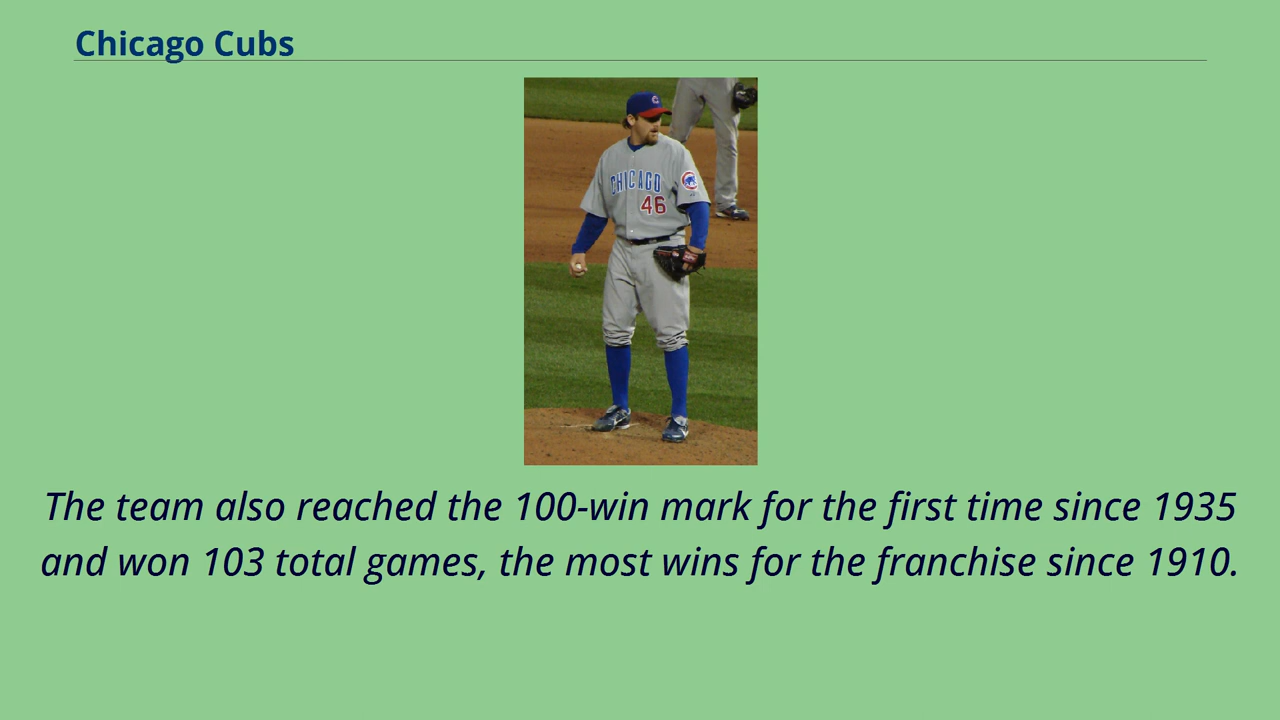 Chicago Cubs
CHICAGO
46
The team also reached the 100-win mark for the first time since 1935
and won 103 total games, the most wins for the franchise since 1910.